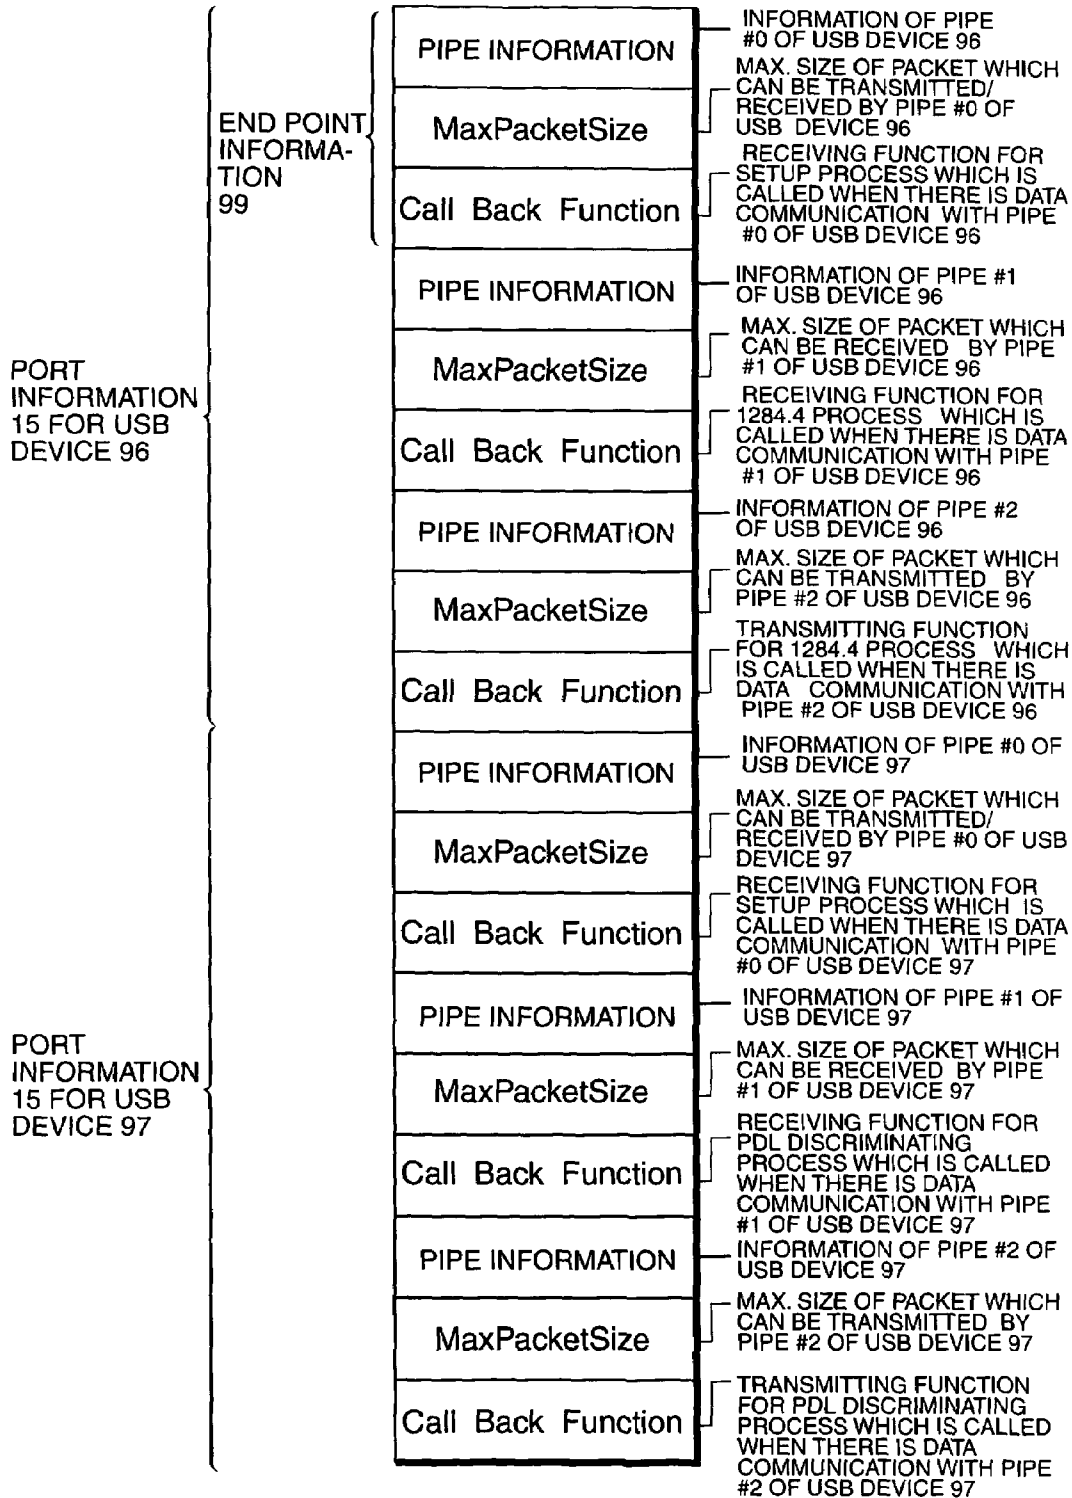 PIPE INFORMATION
INFORMATION OF PIPE
#0 OF USB DEVICE 96
END POINT
INFORMA-
TION
99
MaxPacketSize
MAX. SIZE OF PACKET WHICH
CAN BE TRANSMITTED/
RECEIVED BY PIPE #0 OF
USB DEVICE 96
Call Back Function
RECEIVING FUNCTION FOR
SETUP PROCESS WHICH IS
CALLED WHEN THERE IS DATA
COMMUNICATION WITH PIPE
#0 OF USB DEVICE 96
PIPE INFORMATION
INFORMATION OF PIPE #1
OF USB DEVICE 96
PORT
INFORMATION
15 FOR USB
DEVICE 96
MaxPacketSize
MAX. SIZE OF PACKET WHICH
CAN BE RECEIVED BY PIPE
#1 OF USB DEVICE 96
Call Back Function
RECEIVING FUNCTION FOR
1284.4 PROCESS WHICH IS
CALLED WHEN THERE IS DATA
COMMUNICATION WITH PIPE
#1 OF USB DEVICE 96
PIPE INFORMATION
INFORMATION OF PIPE #2
OF USB DEVICE 96
MaxPacketSize
MAX. SIZE OF PACKET WHICH
CAN BE TRANSMITTED BY
PIPE #2 OF USB DEVICE 96
Call Back Function
TRANSMITTING FUNCTION
FOR 1284.4 PROCESS WHICH
IS CALLED WHEN THERE IS
DATA COMMUNICATION WITH
PIPE #2 OF USB DEVICE 96
PIPE INFORMATION
INFORMATION OF PIPE #0 OF
USB DEVICE 97
MaxPacketSize
MAX. SIZE OF PACKET WHICH
CAN BE TRANSMITTED/
RECEIVED BY PIPE #0 OF USB
DEVICE 97
Call Back Function
RECEIVING FUNCTION FOR
SETUP PROCESS WHICH IS
CALLED WHEN THERE IS DATA
COMMUNICATION WITH PIPE
#0 OF USB DEVICE 97
PIPE INFORMATION
INFORMATION OF PIPE #1 OF
USB DEVICE 97
PORT
INFORMATION
15 FOR USB
DEVICE 97
MaxPacketSize
MAX. SIZE OF PACKET WHICH
CAN BE RECEIVED BY PIPE
#1 OF USB DEVICE 97
Call Back Function
RECEIVING FUNCTION FOR
PDL DISCRIMINATING
PROCESS WHICH IS CALLED
WHEN THERE IS DATA
COMMUNICATION WITH PIPE
#1 OF USB DEVICE 97
PIPE INFORMATION
INFORMATION OF PIPE #2 OF
USB DEVICE 97
MaxPacketSize
MAX. SIZE OF PACKET WHICH
CAN BE TRANSMITTED BY
PIPE #2 OF USB DEVICE 97
Call Back Function
TRANSMITTING FUNCTION
FOR PDL DISCRIMINATING
PROCESS WHICH IS CALLED
WHEN THERE IS DATA
COMMUNICATION WITH PIPE
#2 OF USB DEVICE 97